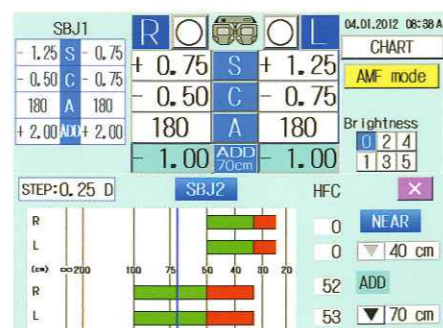 SBJ1
- 1.25 S - 0.75
- 0.50 C - 0.75
180 A 180
+ 2.00 ADD + 2.00
R L
+ 0.75 S + 1.25
- 0.50 C - 0.75
180 A 180
- 1.00 ADD 70cm - 1.00
04.01.2012 08:38 A
CHART
AMF mode
Brightness
0 2 4
1 3 5
STEP:0.25 D SBJ2 HFC X
R 0 NEAR
L 0 ▼ 40 cm
(cm) ∞ 200 100 75 50 40 30 20
R 52 ADD
L 53 ▼ 70 cm